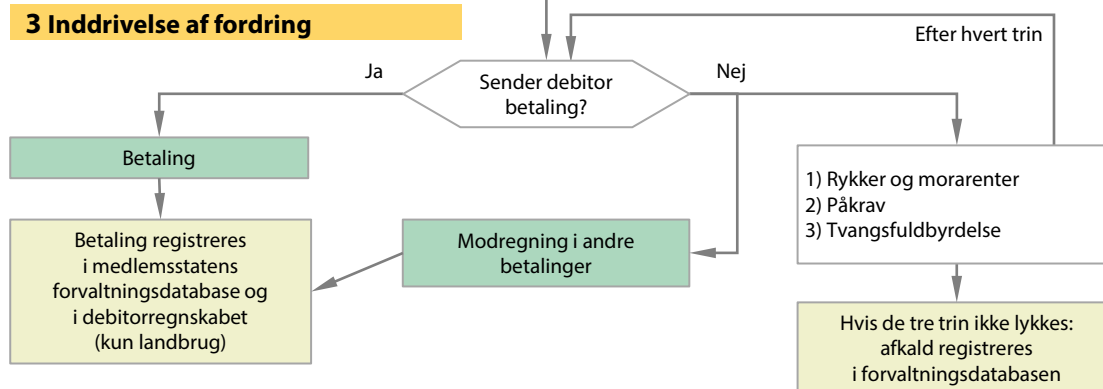 3 Inddrivelse af fordring
Efter hvert trin
Ja
Sender debitor
betaling?
Nej
Betaling
1) Rykker og morarenter
2) Påkrav
3) Tvangsfuldbyrdelse
Betaling registreres
i medlemsstatens
forvaltningsdatabase og
i debitorregnskabet
(kun landbrug)
Modregning i andre
betalinger
Hvis de tre trin ikke lykkes:
afkald registreres
i forvaltningsdatabasen